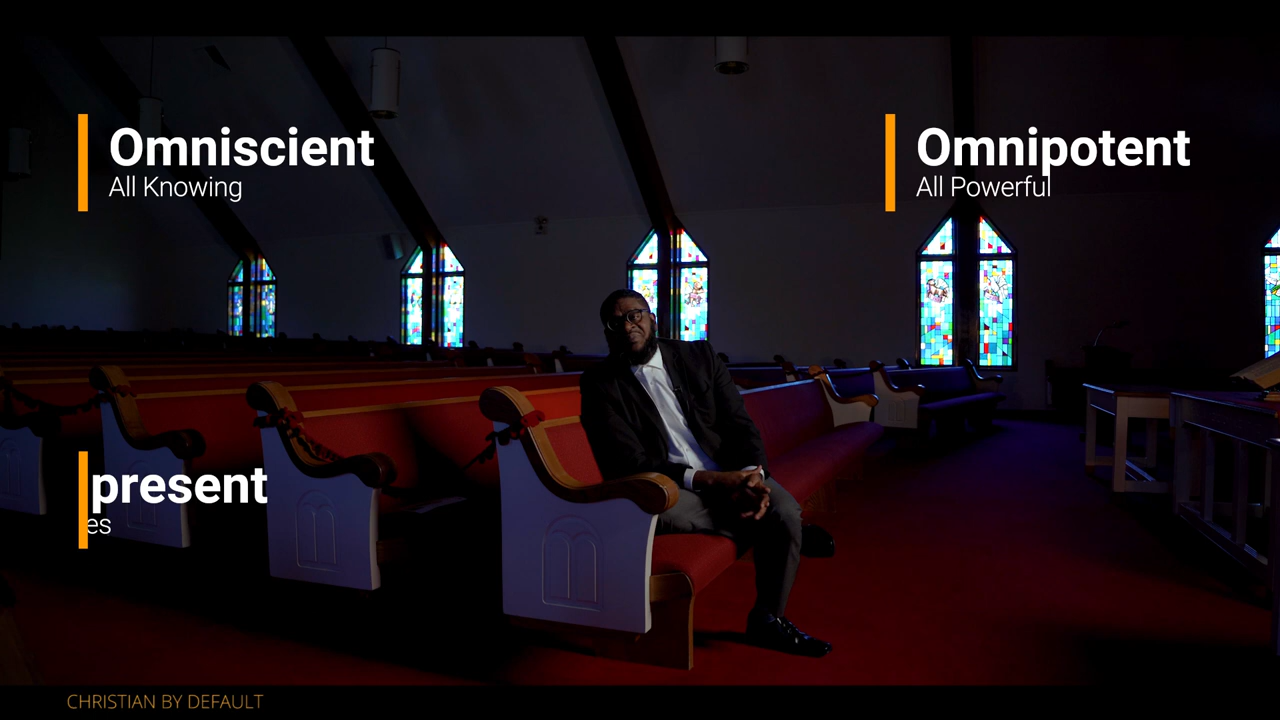 Omniscient
All Knowing
Omnipotent
All Powerful
present
es
CHRISTIAN BY DEFAULT